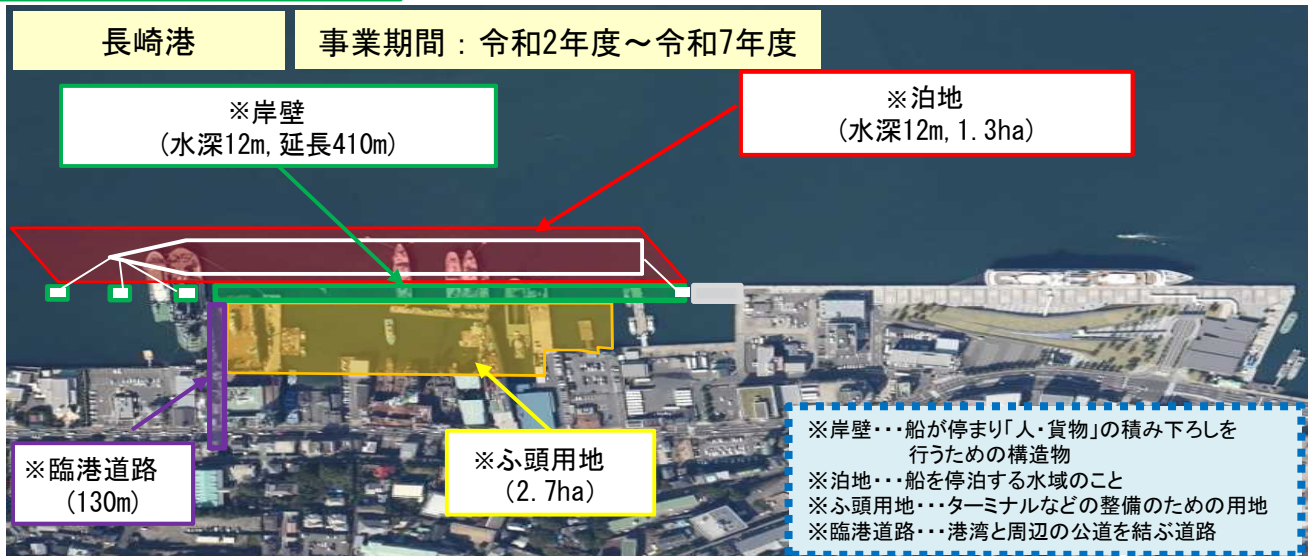 長崎港
事業期間：令和2年度～令和7年度
※岸壁
(水深12m, 延長410m)
※泊地
(水深12m, 1.3ha)
※臨港道路
(130m)
※ふ頭用地
(2.7ha)
※岸壁･･･船が停まり｢人・貨物｣の積み下ろしを
行うための構造物
※泊地･･･船を停泊する水域のこと
※ふ頭用地･･･ターミナルなどの整備のための用地
※臨港道路･･･港湾と周辺の公道を結ぶ道路